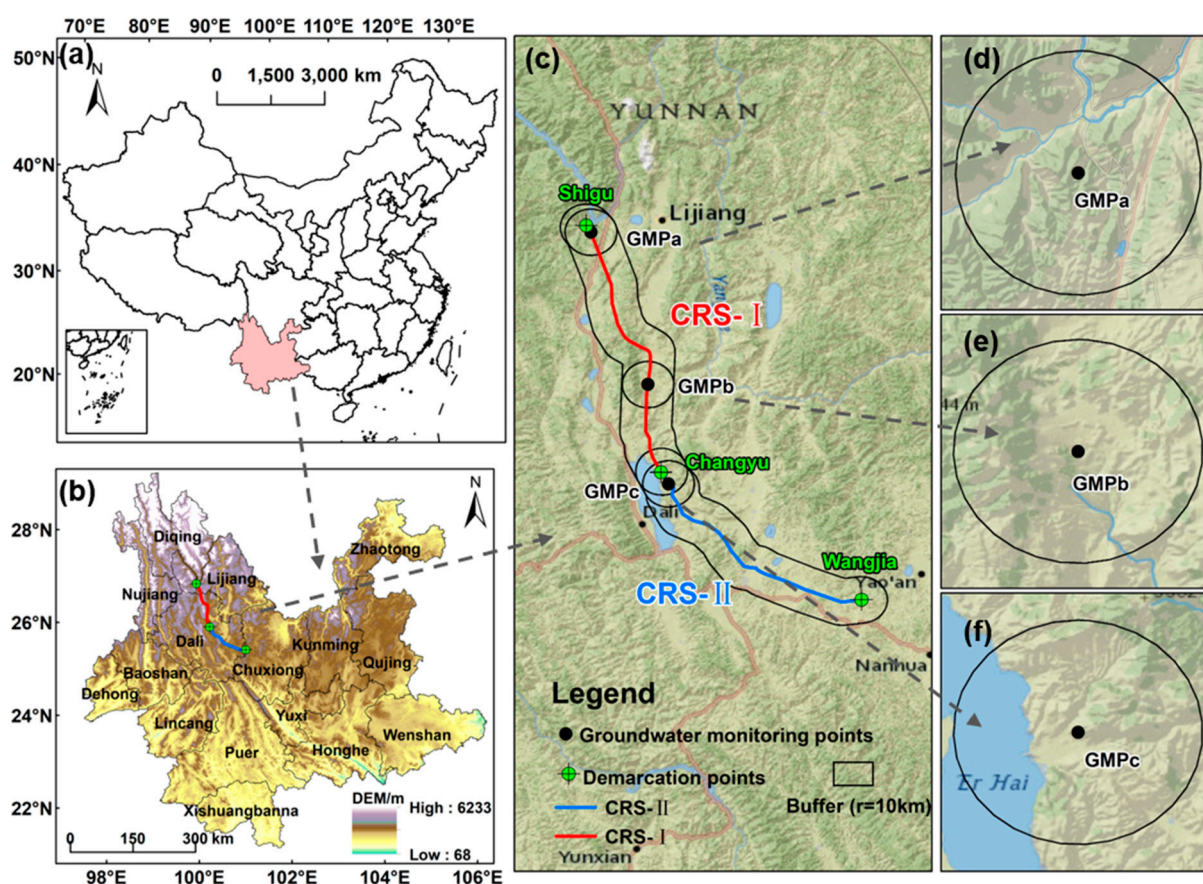 70°E 80°E 90°E 100°E 110°E 120°E 130°E
(a)
N
0 1,500 3,000 km
50°N
40°N
30°N
20°N
(b)
N
28°N
26°N
24°N
22°N
Diqing
Zhaotong
Lijiang
Nujiang
Dali
Kunming
Qujing
Chuxiong
Baoshan
Dehong
Lincang
Yuxi
Wenshan
Puer
Honghe
Xishuangbanna
DEM/m
High : 6233
Low : 68
0 150 300 km
98°E 100°E 102°E 104°E 106°E
(c)
YUNNAN
Shigu
Lijiang
GMPa
Yan
CRS-Ⅰ
GMPb
Changyu
GMPc
Dali
Wangjia
Yao'an
CRS-Ⅱ
Nanhua
Legend
Groundwater monitoring points
Demarcation points
CRS-Ⅱ
Buffer (r=10km)
CRS-Ⅰ
Yunxian
(d)
GMPa
(e)
44 m
GMPb
(f)
Er Hai
GMPc